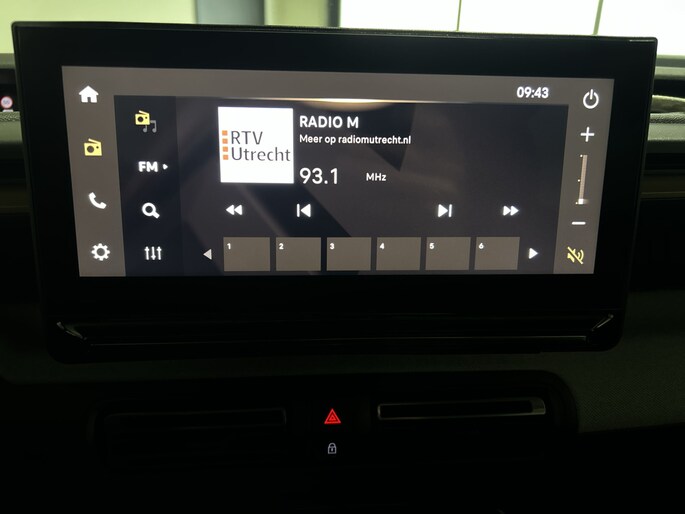 09:43
RADIO M
Meer op radiomutrecht.nl
RTV
Utrecht
FM
93.1 MHz
1 2 3 4 5 6